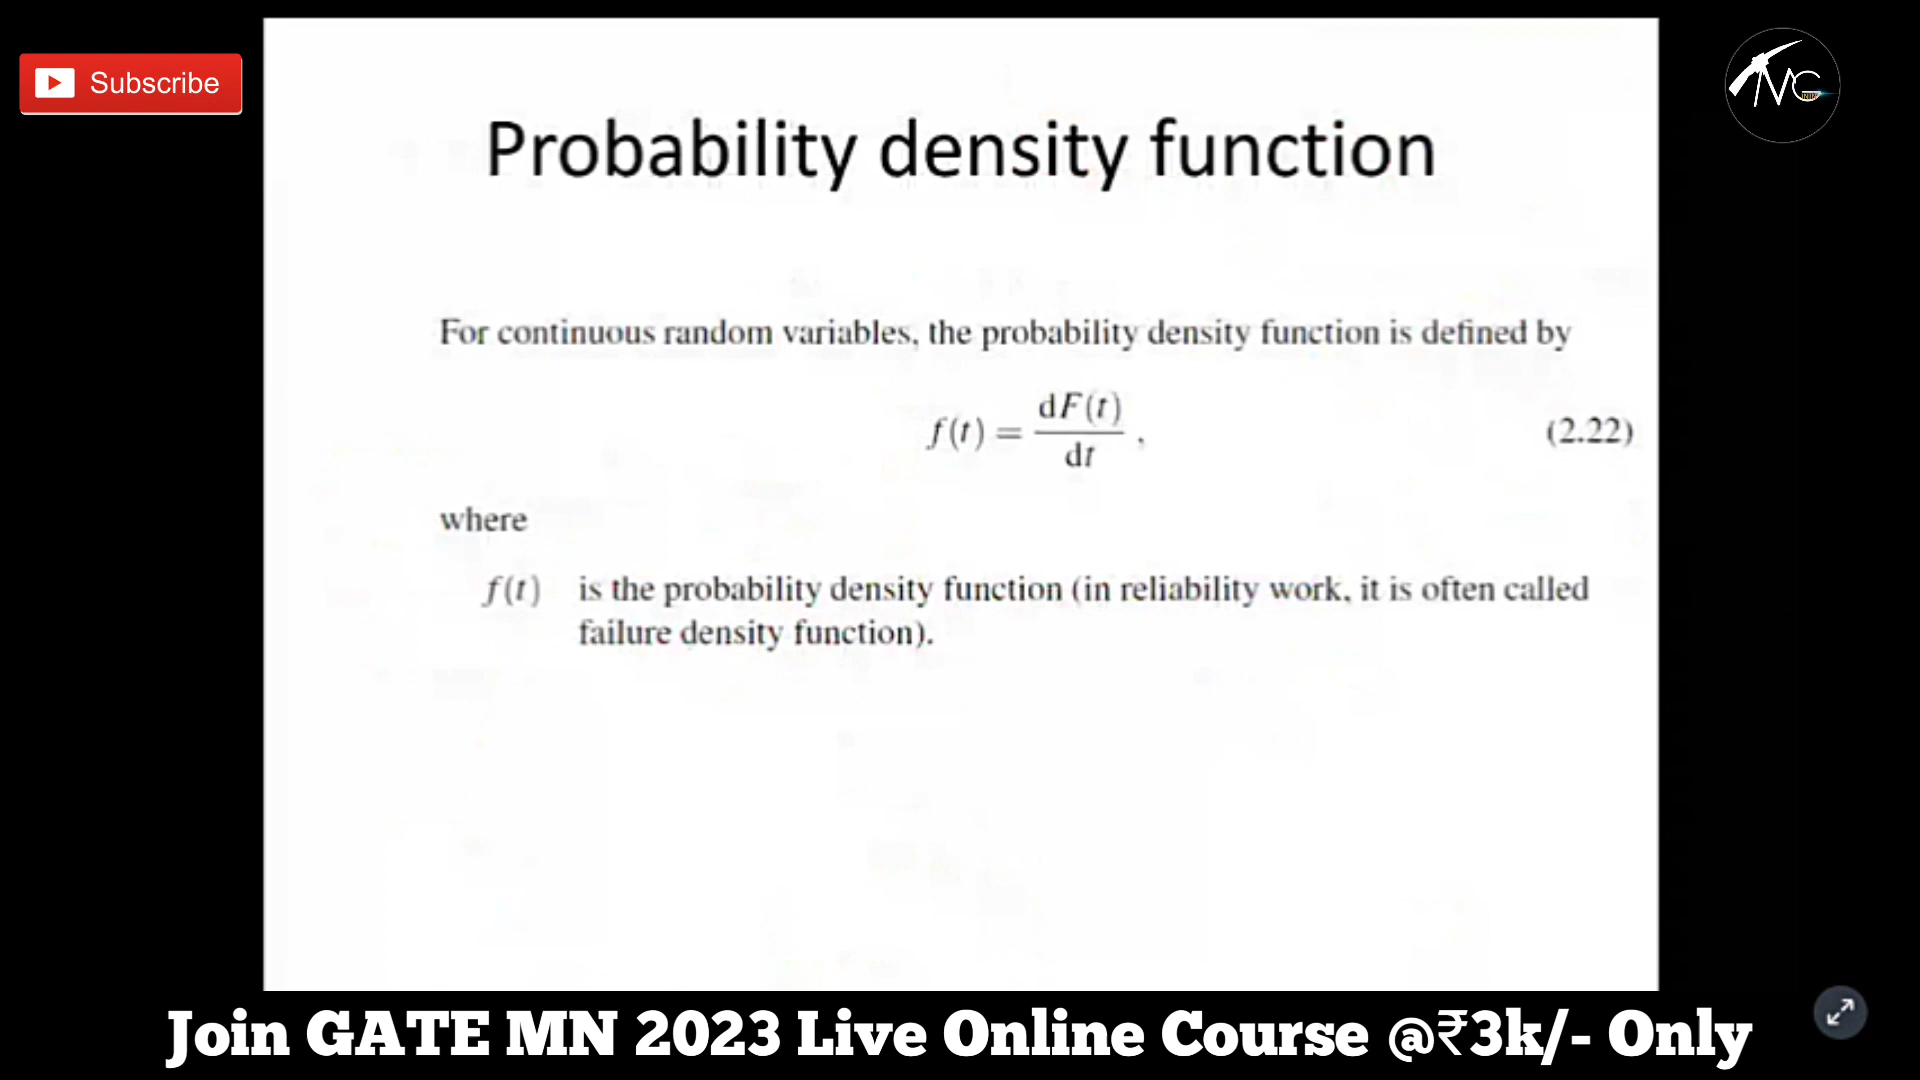 Subscribe
Probability density function
For continuous random variables, the probability density function is defined by
f(t) = dF(t)/dt , (2.22)
where
f(t) is the probability density function (in reliability work, it is often called
failure density function).
Join GATE MN 2023 Live Online Course @₹3k/- Only